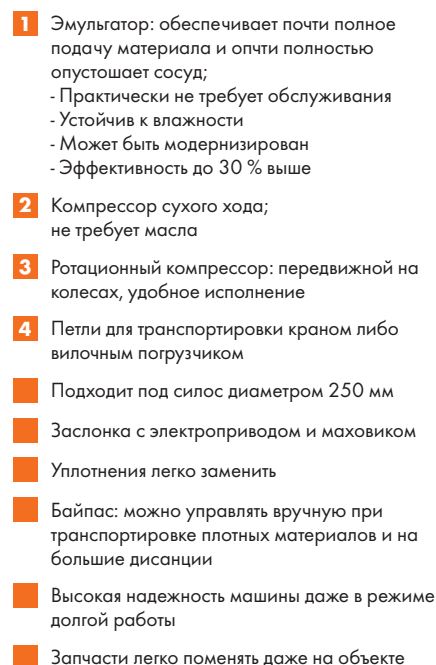 1 Эмульгатор: обеспечивает почти полное
подачу материала и опчти полностью
опустошает сосуд;
- Практически не требует обслуживания
- Устойчив к влажности
- Может быть модернизирован
- Эффективность до 30 % выше
2 Компрессор сухого хода;
не требует масла
3 Ротационный компрессор: передвижной на
колесах, удобное исполнение
4 Петли для транспортировки краном либо
вилочным погрузчиком
Подходит под силос диаметром 250 мм
Заслонка с электроприводом и маховиком
Уплотнения легко заменить
Байпас: можно управлять вручную при
транспортировке плотных материалов и на
большие дисанции
Высокая надежность машины даже в режиме
долгой работы
Запчасти легко поменять даже на объекте